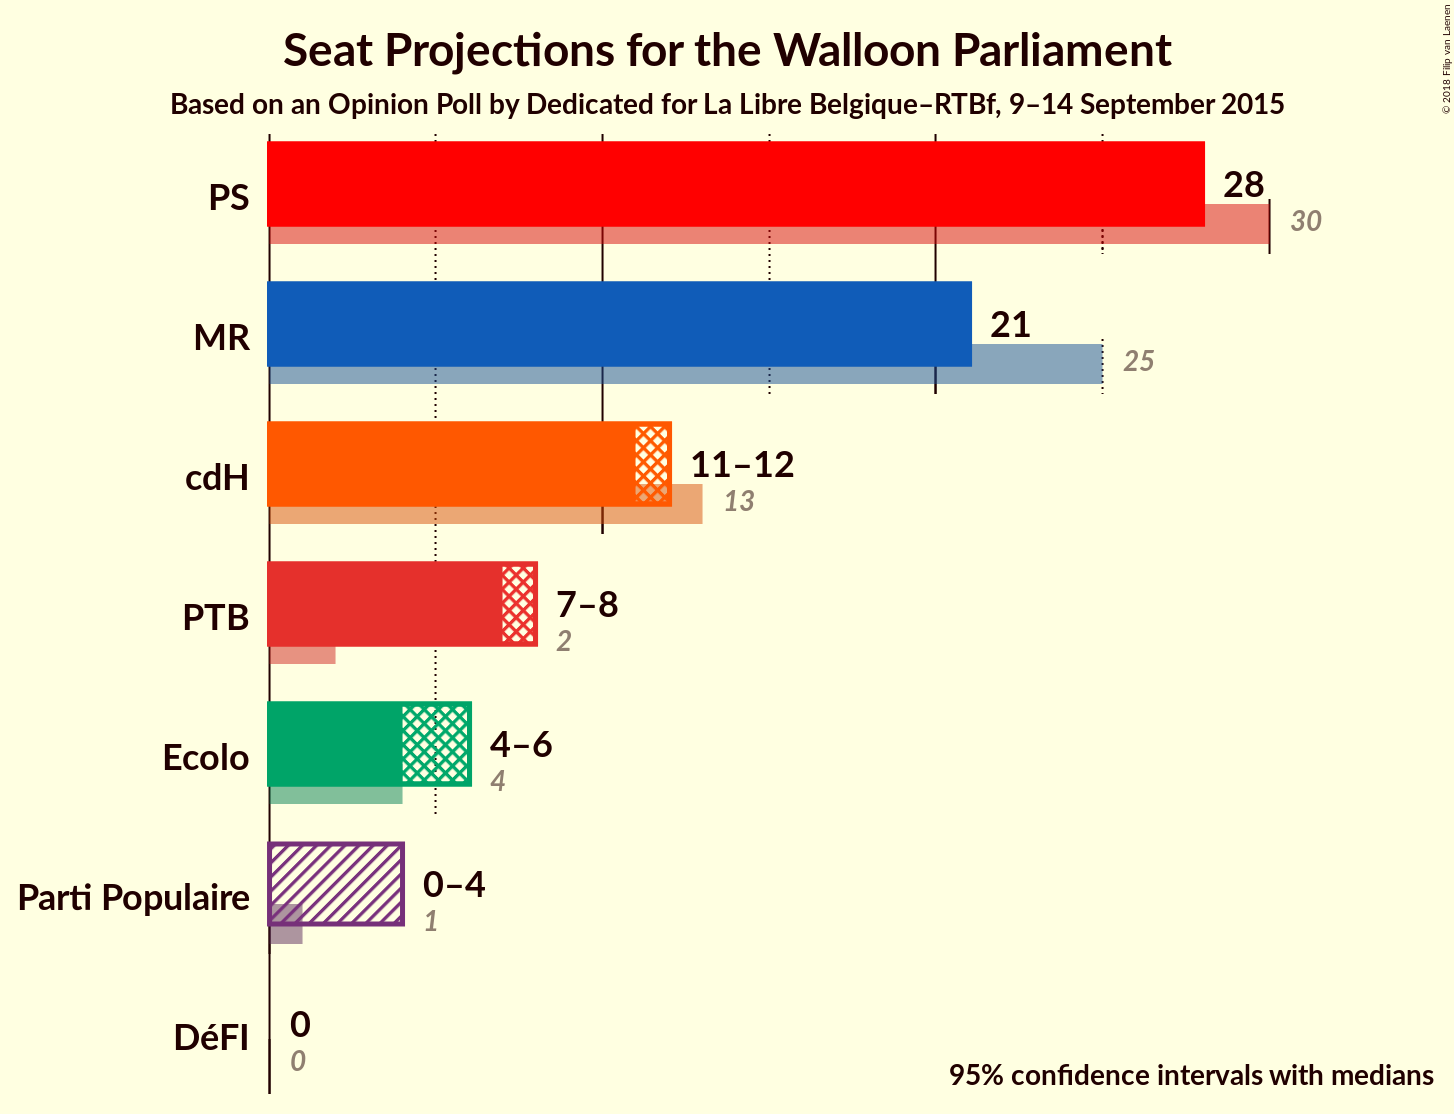 Seat Projections for the Walloon Parliament
Based on an Opinion Poll by Dedicated for La Libre Belgique–RTBf, 9–14 September 2015
© 2018 Filip van Laenen
PS
28
30
MR
21
25
cdH
11–12
13
PTB
7–8
2
Ecolo
4–6
4
Parti Populaire
0–4
1
DéFI
0
0
95% confidence intervals with medians